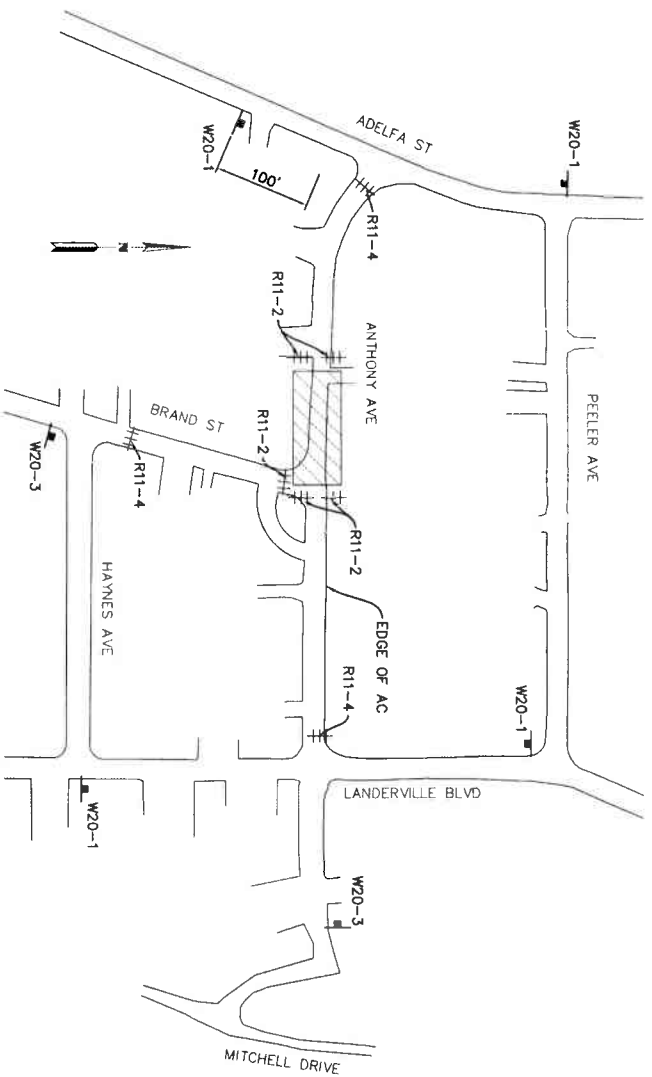 ADELFA ST
W20-1
W20-1
100'
R11-4
N
R11-2
ANTHONY AVE
PEELER AVE
BRAND ST
R11-2
W20-3
R11-4
R11-2
HAYNES AVE
EDGE OF AC
R11-4
W20-1
LANDERVILLE BLVD
W20-1
W20-3
MITCHELL DRIVE